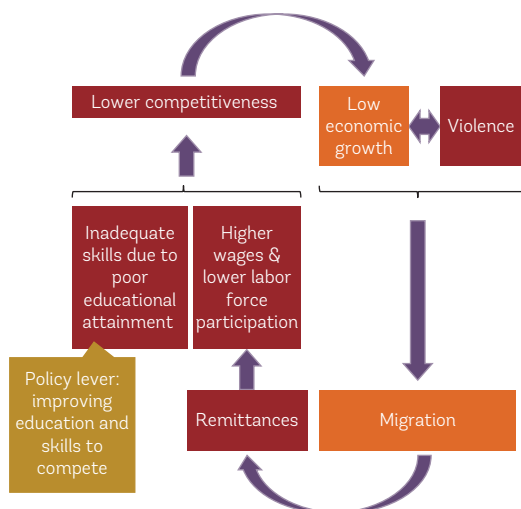 Lower competitiveness
Low
economic
growth
Violence
Inadequate
skills due to
poor
educational
attainment
Higher
wages &
lower labor
force
participation
Policy lever:
improving
education and
skills to
compete
Remittances
Migration